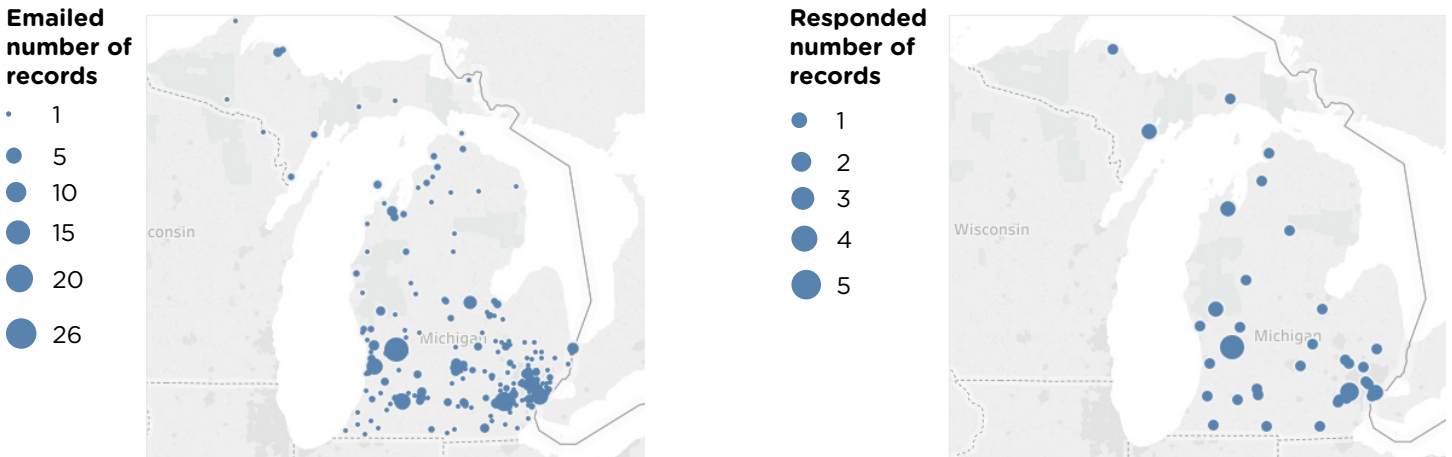 Emailed
number of
records
1
5
10
15
20
26
consin
Michigan
Responded
number of
records
1
2
3
4
5
Wisconsin
Michigan